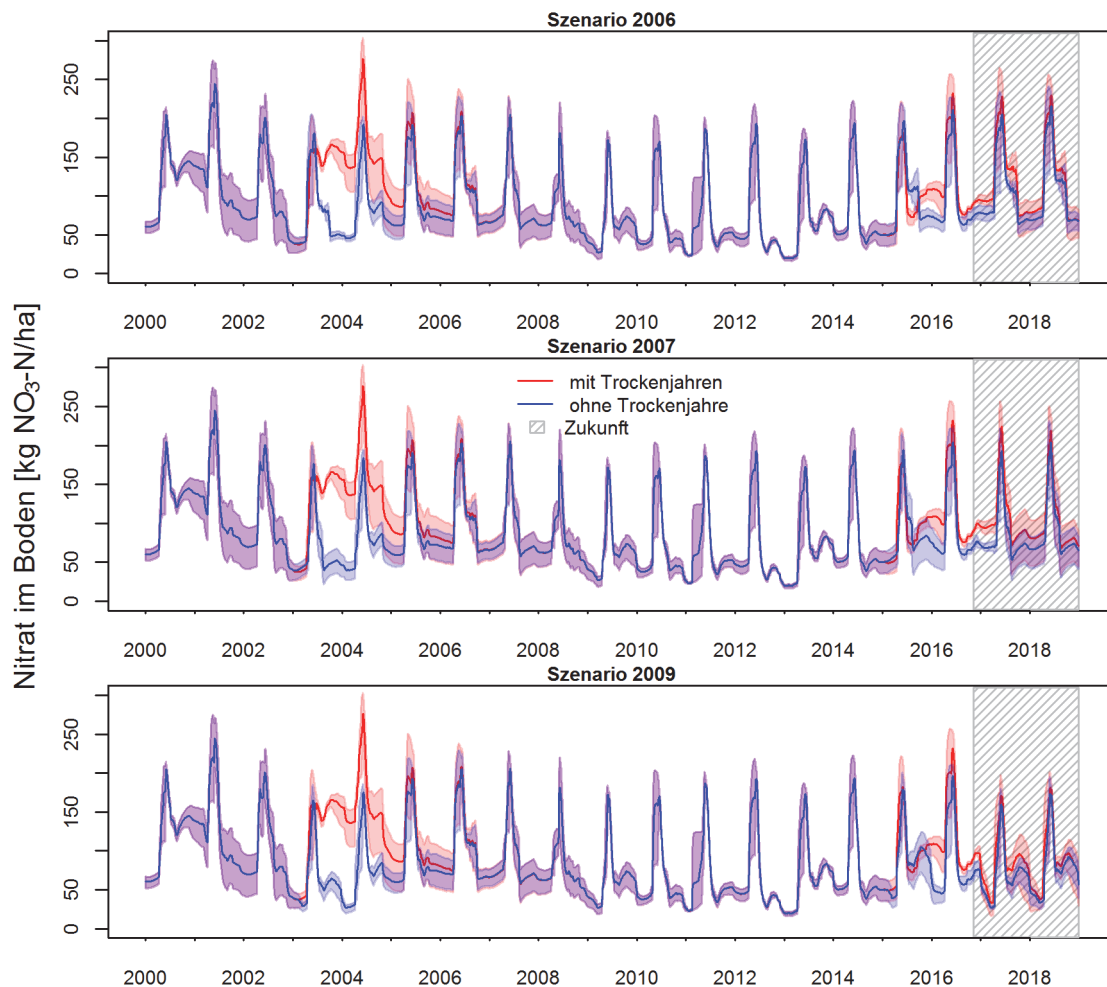 Szenario 2006
0 50 150 250
2000 2002 2004 2006 2008 2010 2012 2014 2016 2018
Szenario 2007
mit Trockenjahren
ohne Trockenjahre
Zukunft
0 50 150 250
2000 2002 2004 2006 2008 2010 2012 2014 2016 2018
Szenario 2009
0 50 150 250
2000 2002 2004 2006 2008 2010 2012 2014 2016 2018
Nitrat im Boden [kg NO₃-N/ha]